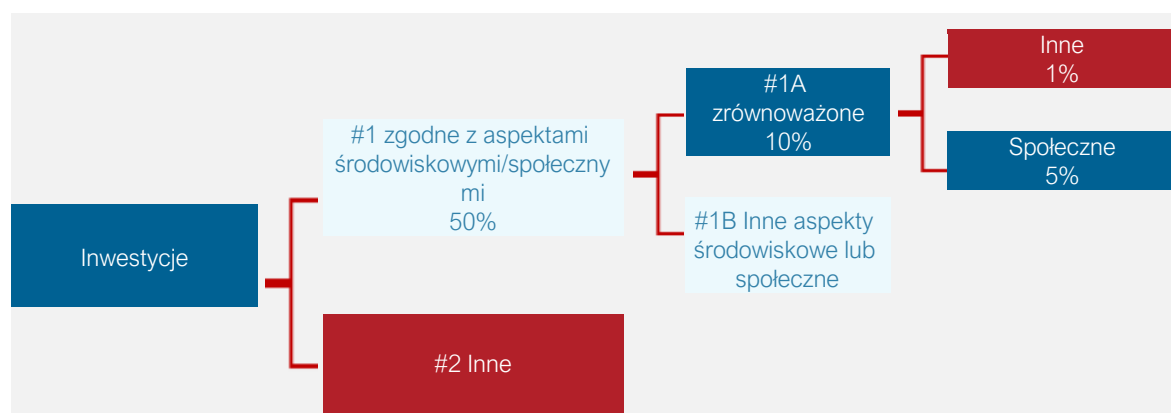 Inwestycje
#1 zgodne z aspektami
środowiskowymi/społeczny
mi
50%
#2 Inne
#1A
zrównoważone
10%
#1B Inne aspekty
środowiskowe lub
społeczne
Inne
1%
Społeczne
5%